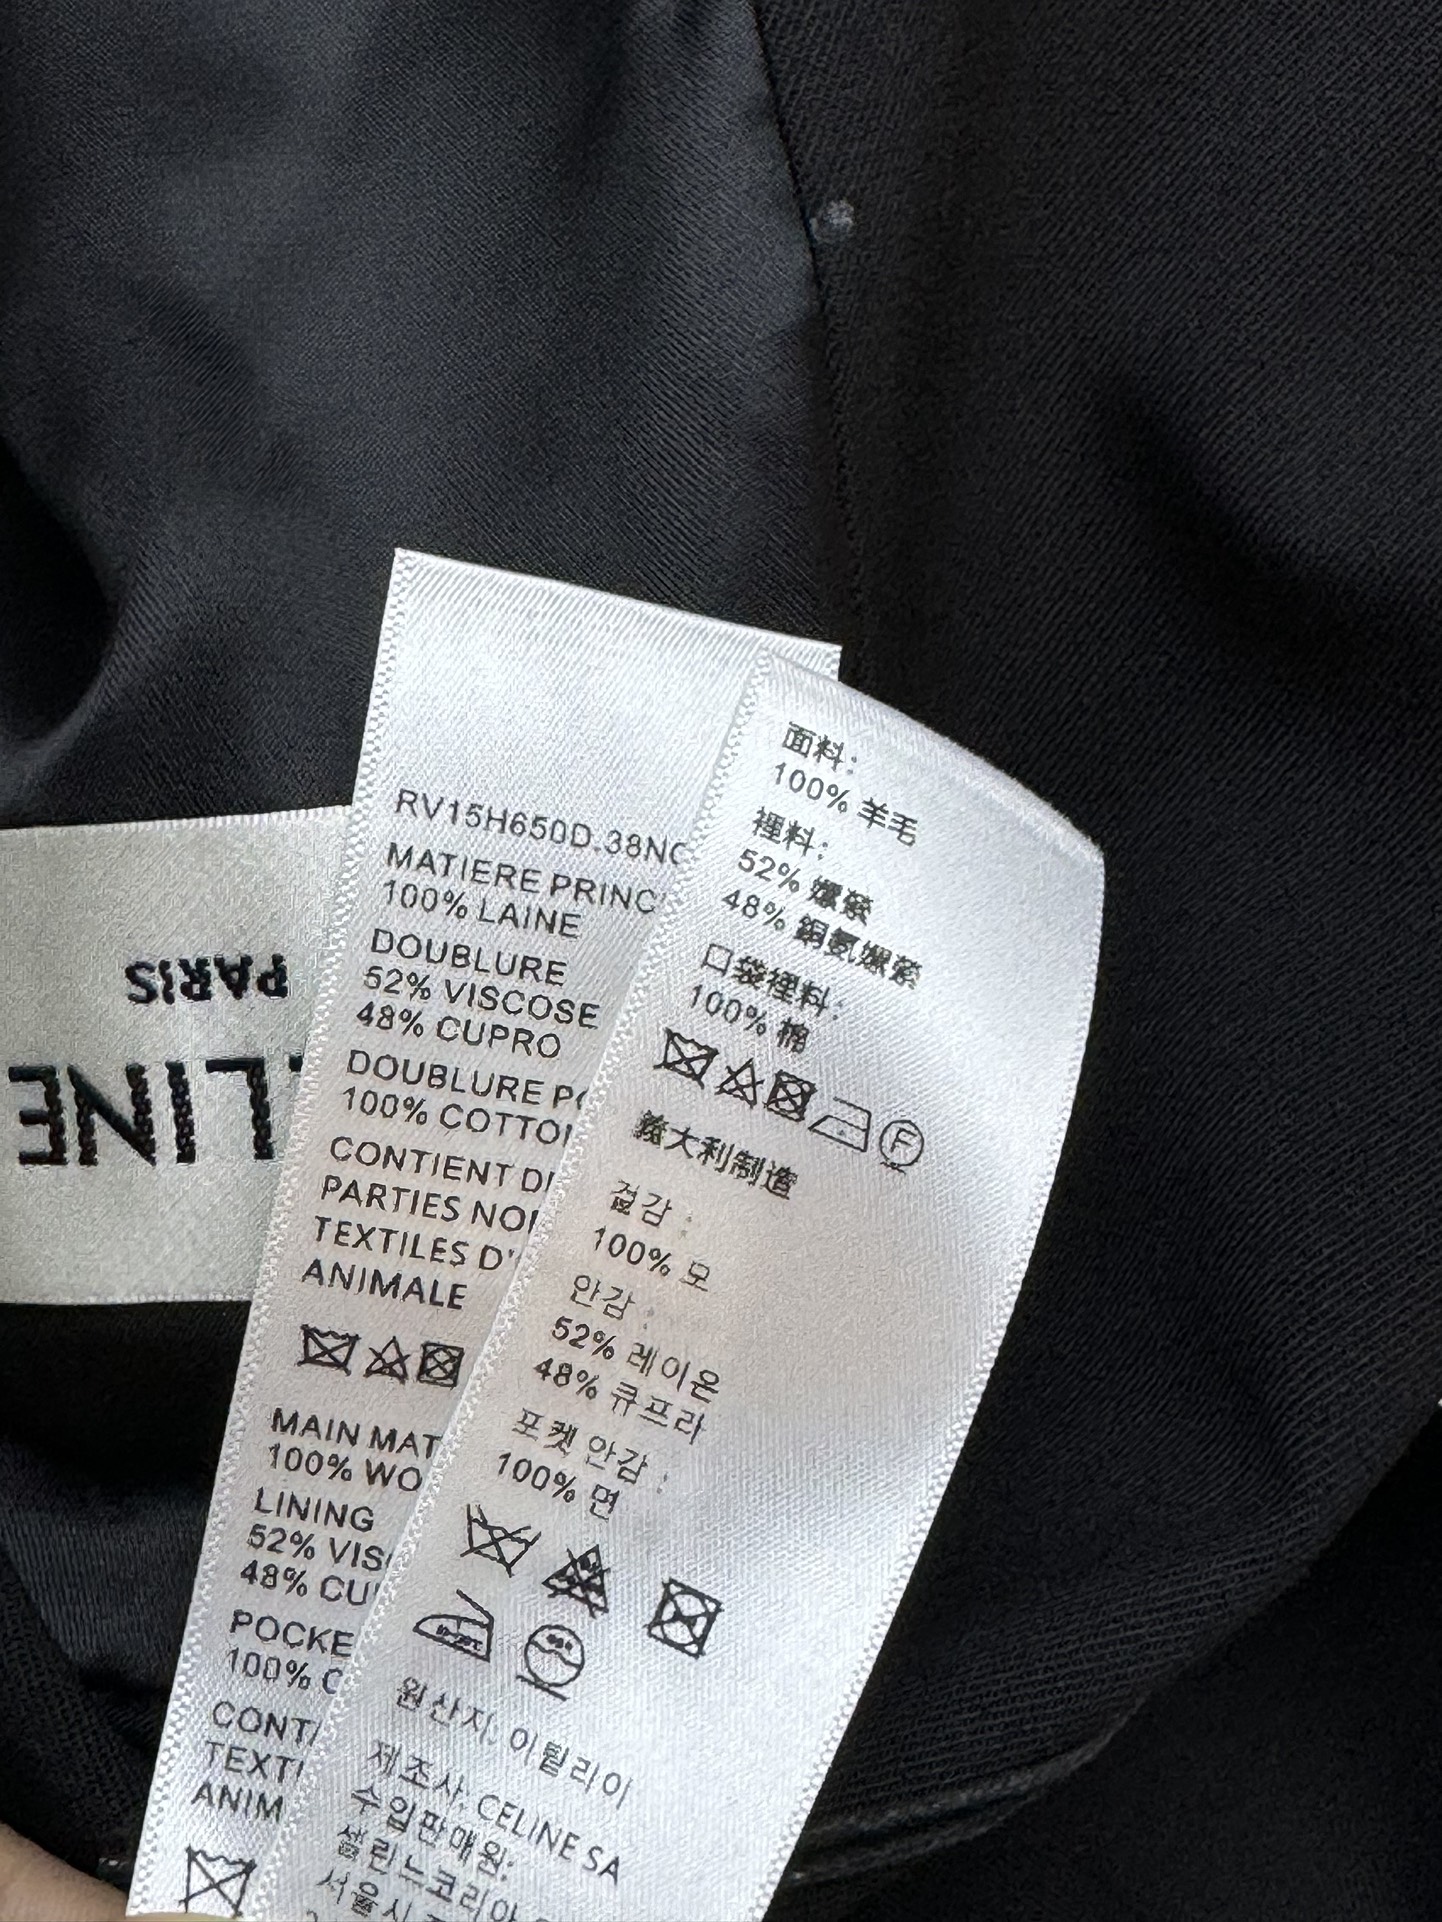 PARIS
LINE
RV15H650D.38NO
MATIERE PRINC
100% LAINE
DOUBLURE
52% VISCOSE
48% CUPRO
DOUBLURE PO
100% COTTO
CONTIENT D
PARTIES NO
TEXTILES D'
ANIMALE
MAIN MAT
100% WO
LINING
52% VIS
48% CU
POCKE
100% C
CONT
TEXT
ANIM
面料:
100% 羊毛
裡料:
52% 嫘縈
48% 銅氨嫘縈
口袋裡料:
100% 棉
F
義大利制造
겉감 :
100% 모
안감 :
52% 레이온
48% 큐프라
포켓 안감 :
100% 면
원산지: 이탈리아
제조사: CELINE SA
수입판매원:
셀린느코리아
서울시